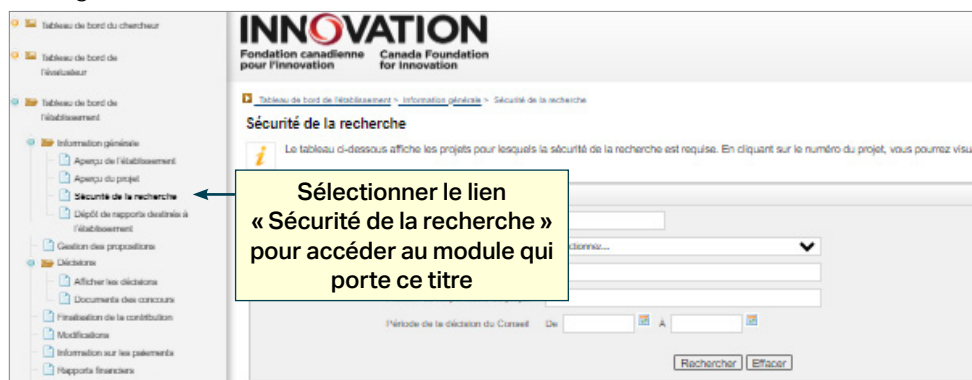 Tableau de bord du chercheur
Tableau de bord de
l'évaluateur
Tableau de bord de
l'établissement
Information générale
Aperçu de l'établissement
Aperçu du projet
Sécurité de la recherche
Dépôt de rapports destinés à
l'établissement
Gestion des propositions
Décisions
Afficher les décisions
Documents des concours
Finalisation de la contribution
Modifications
Information sur les paiements
Rapports financiers
INNOVATION
Fondation canadienne Canada Foundation
pour l'innovation for Innovation
Tableau de bord de l'établissement > Information générale > Sécurité de la recherche
Sécurité de la recherche
Le tableau ci-dessous affiche les projets pour lesquels la sécurité de la recherche est requise. En cliquant sur le numéro du projet, vous pourrez visu
Sélectionner le lien
« Sécurité de la recherche »
pour accéder au module qui
porte ce titre
Période de la décision du Conseil De À
Rechercher Effacer